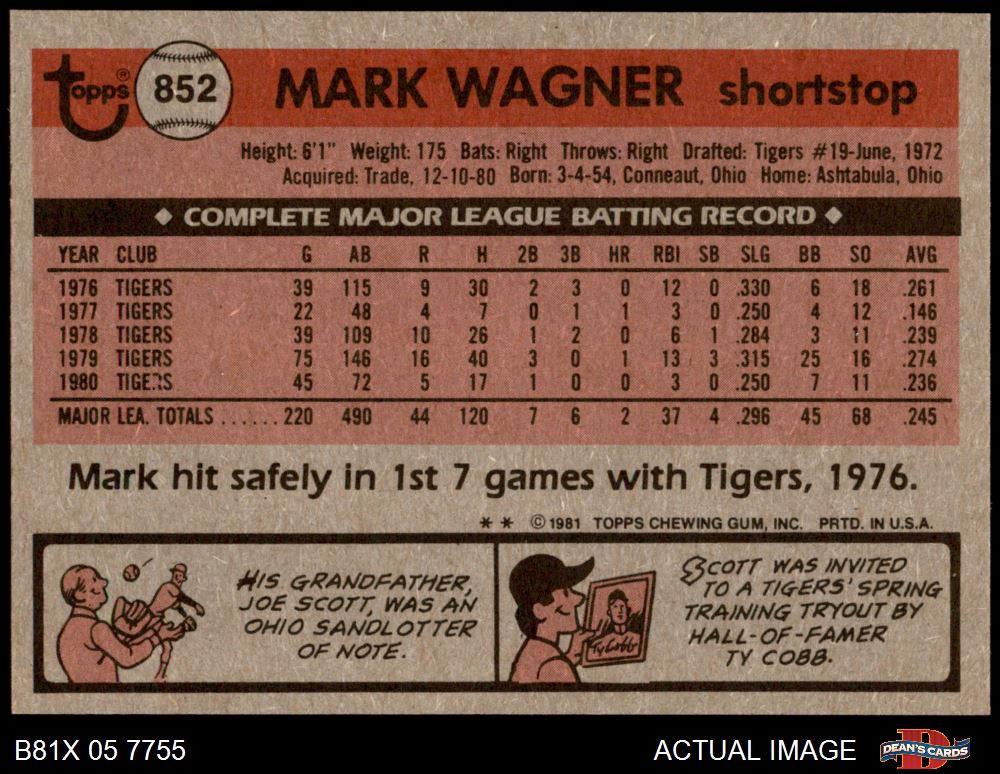 topps® 852 MARK WAGNER shortstop
Height: 6'1" Weight: 175 Bats: Right Throws: Right Drafted: Tigers #19-June, 1972
Acquired: Trade, 12-10-80 Born: 3-4-54, Conneaut, Ohio Home: Ashtabula, Ohio
◆ COMPLETE MAJOR LEAGUE BATTING RECORD ◆
YEAR CLUB G AB R H 2B 3B HR RBI SB SLG BB SO AVG
1976 TIGERS 39 115 9 30 2 3 0 12 0 .330 6 18 .261
1977 TIGERS 22 48 4 7 0 1 1 3 0 .250 4 12 .146
1978 TIGERS 39 109 10 26 1 2 0 6 1 .284 3 11 .239
1979 TIGERS 75 146 16 40 3 0 1 13 3 .315 25 16 .274
1980 TIGERS 45 72 5 17 1 0 0 3 0 .250 7 11 .236
MAJOR LEA. TOTALS ...... 220 490 44 120 7 6 2 37 4 .296 45 68 .245
Mark hit safely in 1st 7 games with Tigers, 1976.
** ©1981 TOPPS CHEWING GUM, INC. PRTD. IN U.S.A.
HIS GRANDFATHER,
JOE SCOTT, WAS AN
OHIO SANDLOTTER
OF NOTE.
Ty Cobb
SCOTT WAS INVITED
TO A TIGERS' SPRING
TRAINING TRYOUT BY
HALL-OF-FAMER
TY COBB.
B81X 05 7755 ACTUAL IMAGE DEAN'S CARDS